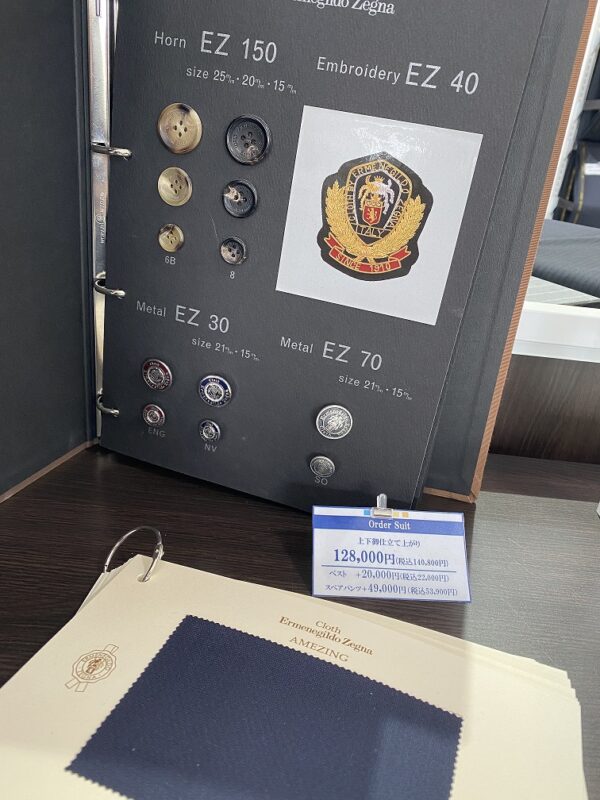 Ermenegildo Zegna
Horn EZ 150
size 25㎜・20㎜・15㎜
Embroidery EZ 40
6B
8
ITALY
SINCE 1910
Metal EZ 30
size 21㎜・15㎜
Metal EZ 70
size 21㎜・15㎜
ENG
NV
SO
Order Suit
上下御仕立て上がり
128,000円(税込140,800円)
ベスト +20,000円(税込22,000円)
スペアパンツ+49,000円(税込53,900円)
Cloth
Ermenegildo Zegna
AMEZING